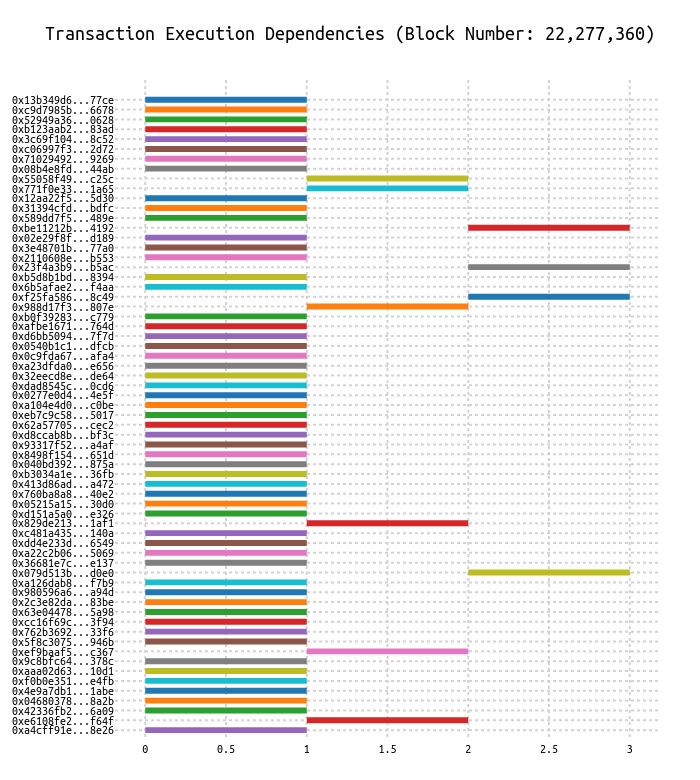 Transaction Execution Dependencies (Block Number: 22,277,360)
0x13b349d6...77ce
0xc9d7985b...6678
0x52949a36...0628
0xb123aab2...83ad
0x3c69f104...8c52
0xc06997f3...2d72
0x71029492...9269
0x08b4e8fd...44ab
0x55058f49...c25c
0x771f0e33...1a65
0x12aa22f5...5d30
0x31394cfd...bdfc
0x589dd7f5...489e
0xbe11212b...4192
0x02e29f8f...d189
0x3e48701b...77a0
0x2110608e...b553
0x23f4a3b9...b5ac
0xb5d8b1bd...8394
0x6b5afae2...f4aa
0xf25fa586...8c49
0x988d17f3...807e
0xb0f39283...c779
0xafbe1671...764d
0xd6bb5094...7f7d
0x0540b1c1...dfcb
0x0c9fda67...afa4
0xa23dfda0...e656
0x32eecd8e...de64
0xdad8545c...0cd6
0x0277e0d4...4e5f
0xa104e4d0...c0be
0xeb7c9c58...5017
0x62a57705...cec2
0xd8ccab8b...bf3c
0x93317f52...a4af
0x8498f154...651d
0x040bd392...875a
0xb3034a1e...36fb
0x413d86ad...a472
0x760ba8a8...40e2
0x05215a15...30d0
0xd151a5a0...e326
0x829de213...1af1
0xc481a435...140a
0xdd4e233d...6549
0xa22c2b06...5069
0x36681e7c...e137
0x079d513b...d0e0
0xa126dab8...f7b9
0x980596a6...a94d
0x2c3e82da...83be
0x63e04478...5a98
0xcc16f69c...3f94
0x762b3692...33f6
0x5f8c3075...946b
0xef9baaf5...c367
0x9c8bfc64...378c
0xaaa02d63...10d1
0xf0b0e351...e4fb
0x4e9a7db1...1abe
0x04680378...8a2b
0x42336fb2...6a09
0xe6108fe2...f64f
0xa4cff91e...8e26
0 0.5 1 1.5 2 2.5 3